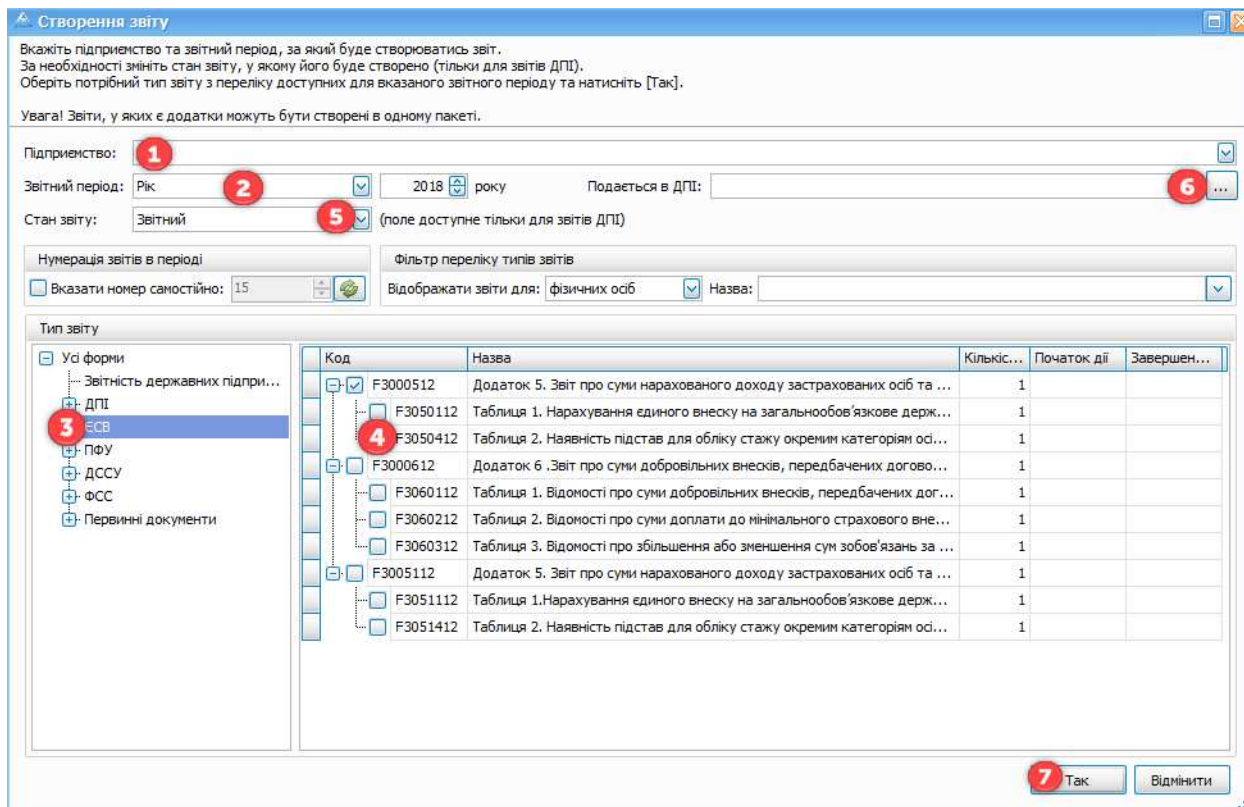 Створення звіту
Вкажіть підприємство та звітний період, за який буде створюватись звіт.
За необхідності змініть стан звіту, у якому його буде створено (тільки для звітів ДПІ).
Оберіть потрібний тип звіту з переліку доступних для вказаного звітного періоду та натисніть [Так].
Увага! Звіти, у яких є додатки можуть бути створені в одному пакеті.
Підприємство: 1
Звітний період: Рік 2 2018 року Подається в ДПІ: 6 ...
Стан звіту: Звітний 5 (поле доступне тільки для звітів ДПІ)
Нумерація звітів в періоді Фільтр переліку типів звітів
Вказати номер самостійно: 15 Відображати звіти для: фізичних осіб Назва:
Тип звіту
Усі форми
Звітність державних підпри...
ДПІ
3 ЄСВ
ПФУ
ДССУ
ФСС
Первинні документи
Код Назва Кількіс... Початок дії Завершен...
F3000512 Додаток 5. Звіт про суми нарахованого доходу застрахованих осіб та ... 1
F3050112 Таблиця 1. Нарахування єдиного внеску на загальнообов'язкове держ... 1
4 F3050412 Таблиця 2. Наявність підстав для обліку стажу окремим категоріям осі... 1
F3000612 Додаток 6 .Звіт про суми добровільних внесків, передбачених догово... 1
F3060112 Таблиця 1. Відомості про суми добровільних внесків, передбачених дог... 1
F3060212 Таблиця 2. Відомості про суми доплати до мінімального страхового вне... 1
F3060312 Таблиця 3. Відомості про збільшення або зменшення сум зобов'язань за ... 1
F3005112 Додаток 5. Звіт про суми нарахованого доходу застрахованих осіб та ... 1
F3051112 Таблиця 1.Нарахування єдиного внеску на загальнообов'язкове держ... 1
F3051412 Таблиця 2. Наявність підстав для обліку стажу окремим категоріям осі... 1
7 Так Відмінити